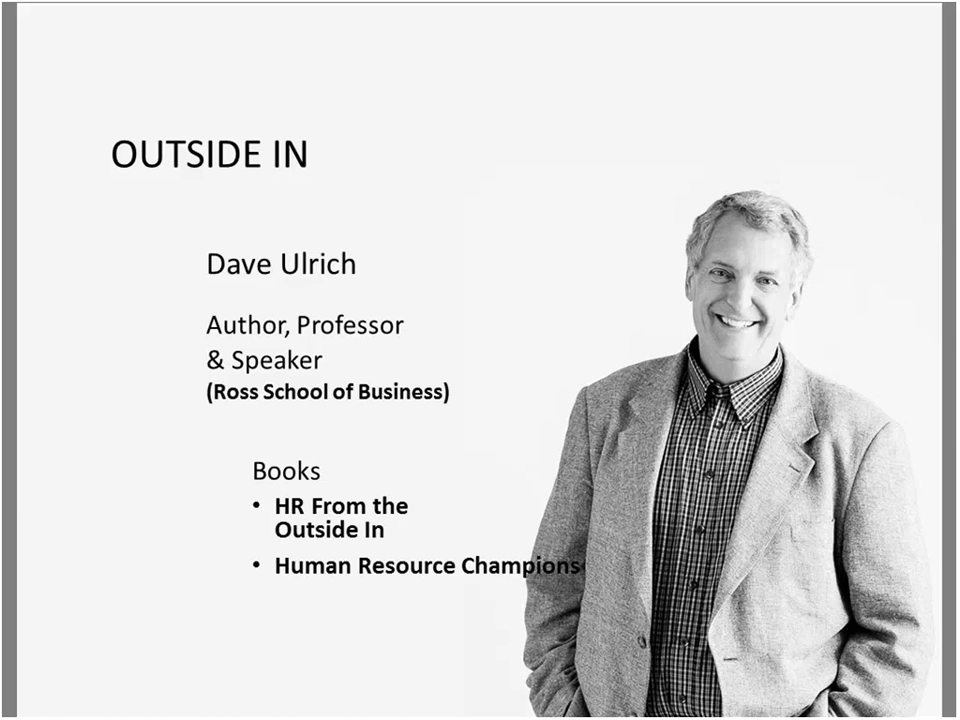 OUTSIDE IN
Dave Ulrich
Author, Professor
& Speaker
(Ross School of Business)
Books
• HR From the
Outside In
• Human Resource Champions